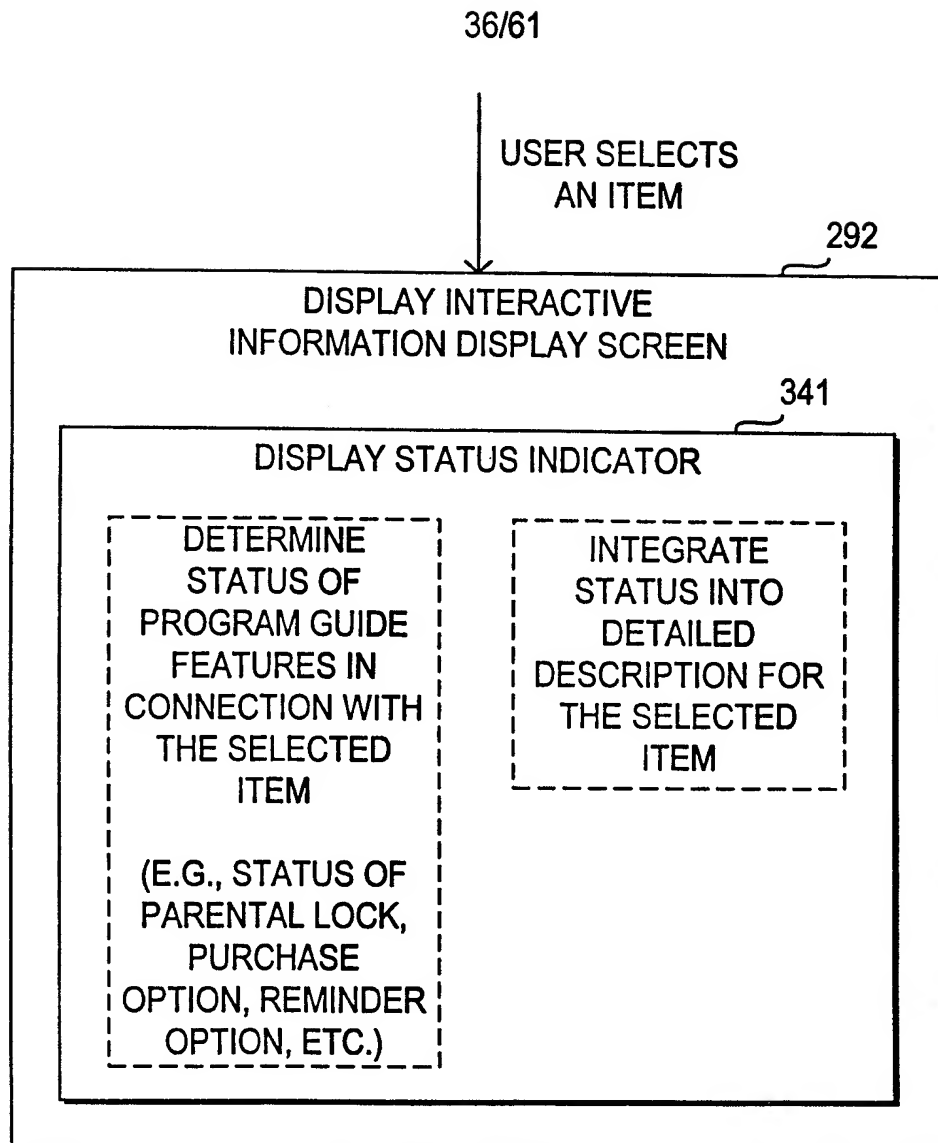 36/61
USER SELECTS
AN ITEM
292
DISPLAY INTERACTIVE
INFORMATION DISPLAY SCREEN
341
DISPLAY STATUS INDICATOR
DETERMINE
STATUS OF
PROGRAM GUIDE
FEATURES IN
CONNECTION WITH
THE SELECTED
ITEM
(E.G., STATUS OF
PARENTAL LOCK,
PURCHASE
OPTION, REMINDER
OPTION, ETC.)
INTEGRATE
STATUS INTO
DETAILED
DESCRIPTION FOR
THE SELECTED
ITEM